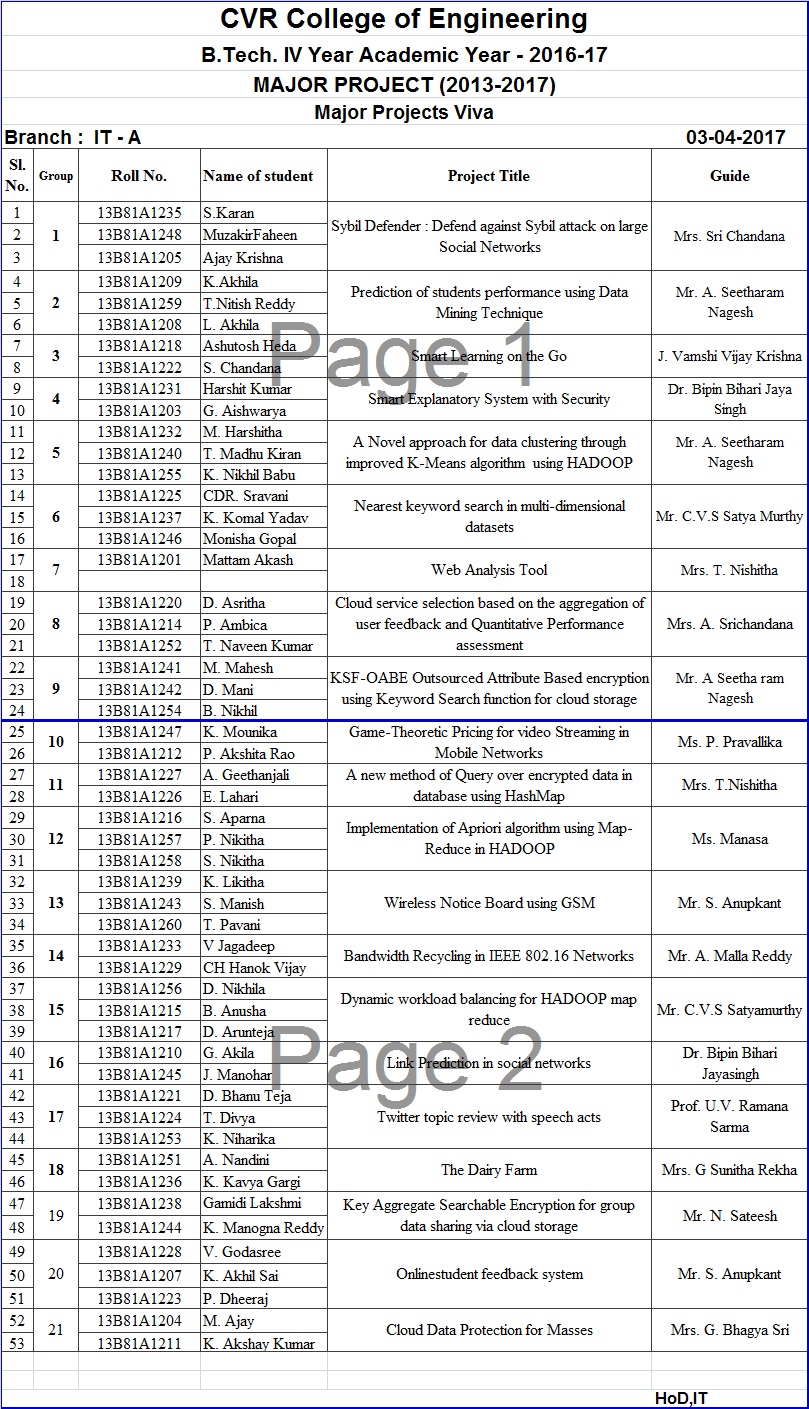 CVR College of Engineering
B.Tech. IV Year Academic Year - 2016-17
MAJOR PROJECT (2013-2017)
Major Projects Viva
Branch : IT - A 03-04-2017
Sl. No. Group Roll No. Name of student Project Title Guide
1 1 13B81A1235 S.Karan Sybil Defender : Defend against Sybil attack on large Social Networks Mrs. Sri Chandana
2 13B81A1248 MuzakirFaheen
3 13B81A1205 Ajay Krishna
4 2 13B81A1209 K.Akhila Prediction of students performance using Data Mining Technique Mr. A. Seetharam Nagesh
5 13B81A1259 T.Nitish Reddy
6 13B81A1208 L. Akhila
7 3 13B81A1218 Ashutosh Heda Smart Learning on the Go J. Vamshi Vijay Krishna
8 13B81A1222 S. Chandana
Page 1
9 4 13B81A1231 Harshit Kumar Smart Explanatory System with Security Dr. Bipin Bihari Jaya Singh
10 13B81A1203 G. Aishwarya
11 5 13B81A1232 M. Harshitha A Novel approach for data clustering through improved K-Means algorithm using HADOOP Mr. A. Seetharam Nagesh
12 13B81A1240 T. Madhu Kiran
13 13B81A1255 K. Nikhil Babu
14 6 13B81A1225 CDR. Sravani Nearest keyword search in multi-dimensional datasets Mr. C.V.S Satya Murthy
15 13B81A1237 K. Komal Yadav
16 13B81A1246 Monisha Gopal
17 7 13B81A1201 Mattam Akash Web Analysis Tool Mrs. T. Nishitha
18
19 8 13B81A1220 D. Asritha Cloud service selection based on the aggregation of user feedback and Quantitative Performance assessment Mrs. A. Srichandana
20 13B81A1214 P. Ambica
21 13B81A1252 T. Naveen Kumar
22 9 13B81A1241 M. Mahesh KSF-OABE Outsourced Attribute Based encryption using Keyword Search function for cloud storage Mr. A Seetha ram Nagesh
23 13B81A1242 D. Mani
24 13B81A1254 B. Nikhil
25 10 13B81A1247 K. Mounika Game-Theoretic Pricing for video Streaming in Mobile Networks Ms. P. Pravallika
26 13B81A1212 P. Akshita Rao
27 11 13B81A1227 A. Geethanjali A new method of Query over encrypted data in database using HashMap Mrs. T.Nishitha
28 13B81A1226 E. Lahari
29 12 13B81A1216 S. Aparna Implementation of Apriori algorithm using Map-Reduce in HADOOP Ms. Manasa
30 13B81A1257 P. Nikitha
31 13B81A1258 S. Nikitha
32 13 13B81A1239 K. Likitha Wireless Notice Board using GSM Mr. S. Anupkant
33 13B81A1243 S. Manish
34 13B81A1260 T. Pavani
35 14 13B81A1233 V Jagadeep Bandwidth Recycling in IEEE 802.16 Networks Mr. A. Malla Reddy
36 13B81A1229 CH Hanok Vijay
37 15 13B81A1256 D. Nikhila Dynamic workload balancing for HADOOP map reduce Mr. C.V.S Satyamurthy
38 13B81A1215 B. Anusha
39 13B81A1217 D. Arunteja
40 16 13B81A1210 G. Akila Link Prediction in social networks Dr. Bipin Bihari Jayasingh
41 13B81A1245 J. Manohar
Page 2
42 17 13B81A1221 D. Bhanu Teja Twitter topic review with speech acts Prof. U.V. Ramana Sarma
43 13B81A1224 T. Divya
44 13B81A1253 K. Niharika
45 18 13B81A1251 A. Nandini The Dairy Farm Mrs. G Sunitha Rekha
46 13B81A1236 K. Kavya Gargi
47 19 13B81A1238 Gamidi Lakshmi Key Aggregate Searchable Encryption for group data sharing via cloud storage Mr. N. Sateesh
48 13B81A1244 K. Manogna Reddy
49 20 13B81A1228 V. Godasree Onlinestudent feedback system Mr. S. Anupkant
50 13B81A1207 K. Akhil Sai
51 13B81A1223 P. Dheeraj
52 21 13B81A1204 M. Ajay Cloud Data Protection for Masses Mrs. G. Bhagya Sri
53 13B81A1211 K. Akshay Kumar
HoD,IT